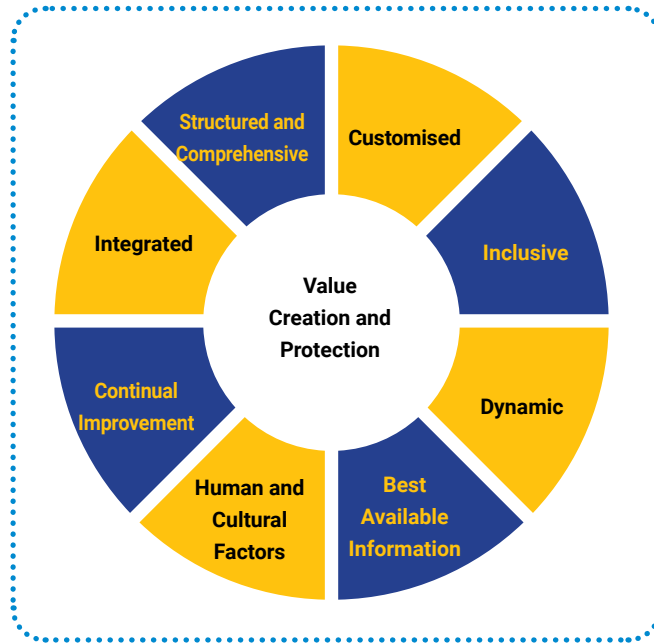 Structured and
Comprehensive
Customised
Integrated
Inclusive
Value
Creation and
Protection
Continual
Improvement
Dynamic
Human and
Cultural
Factors
Best
Available
Information